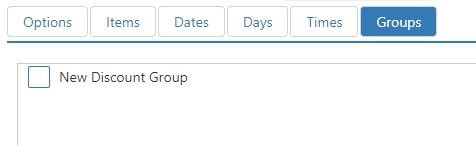 Options Items Dates Days Times Groups
New Discount Group